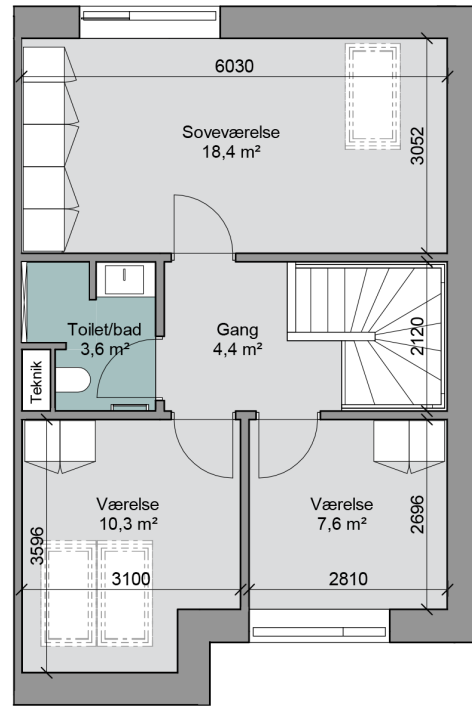 6030
Soveværelse
18,4 m²
3052
Toilet/bad
3,6 m²
Gang
4,4 m²
2120
Teknik
Værelse
10,3 m²
Værelse
7,6 m²
3596
2696
3100
2810